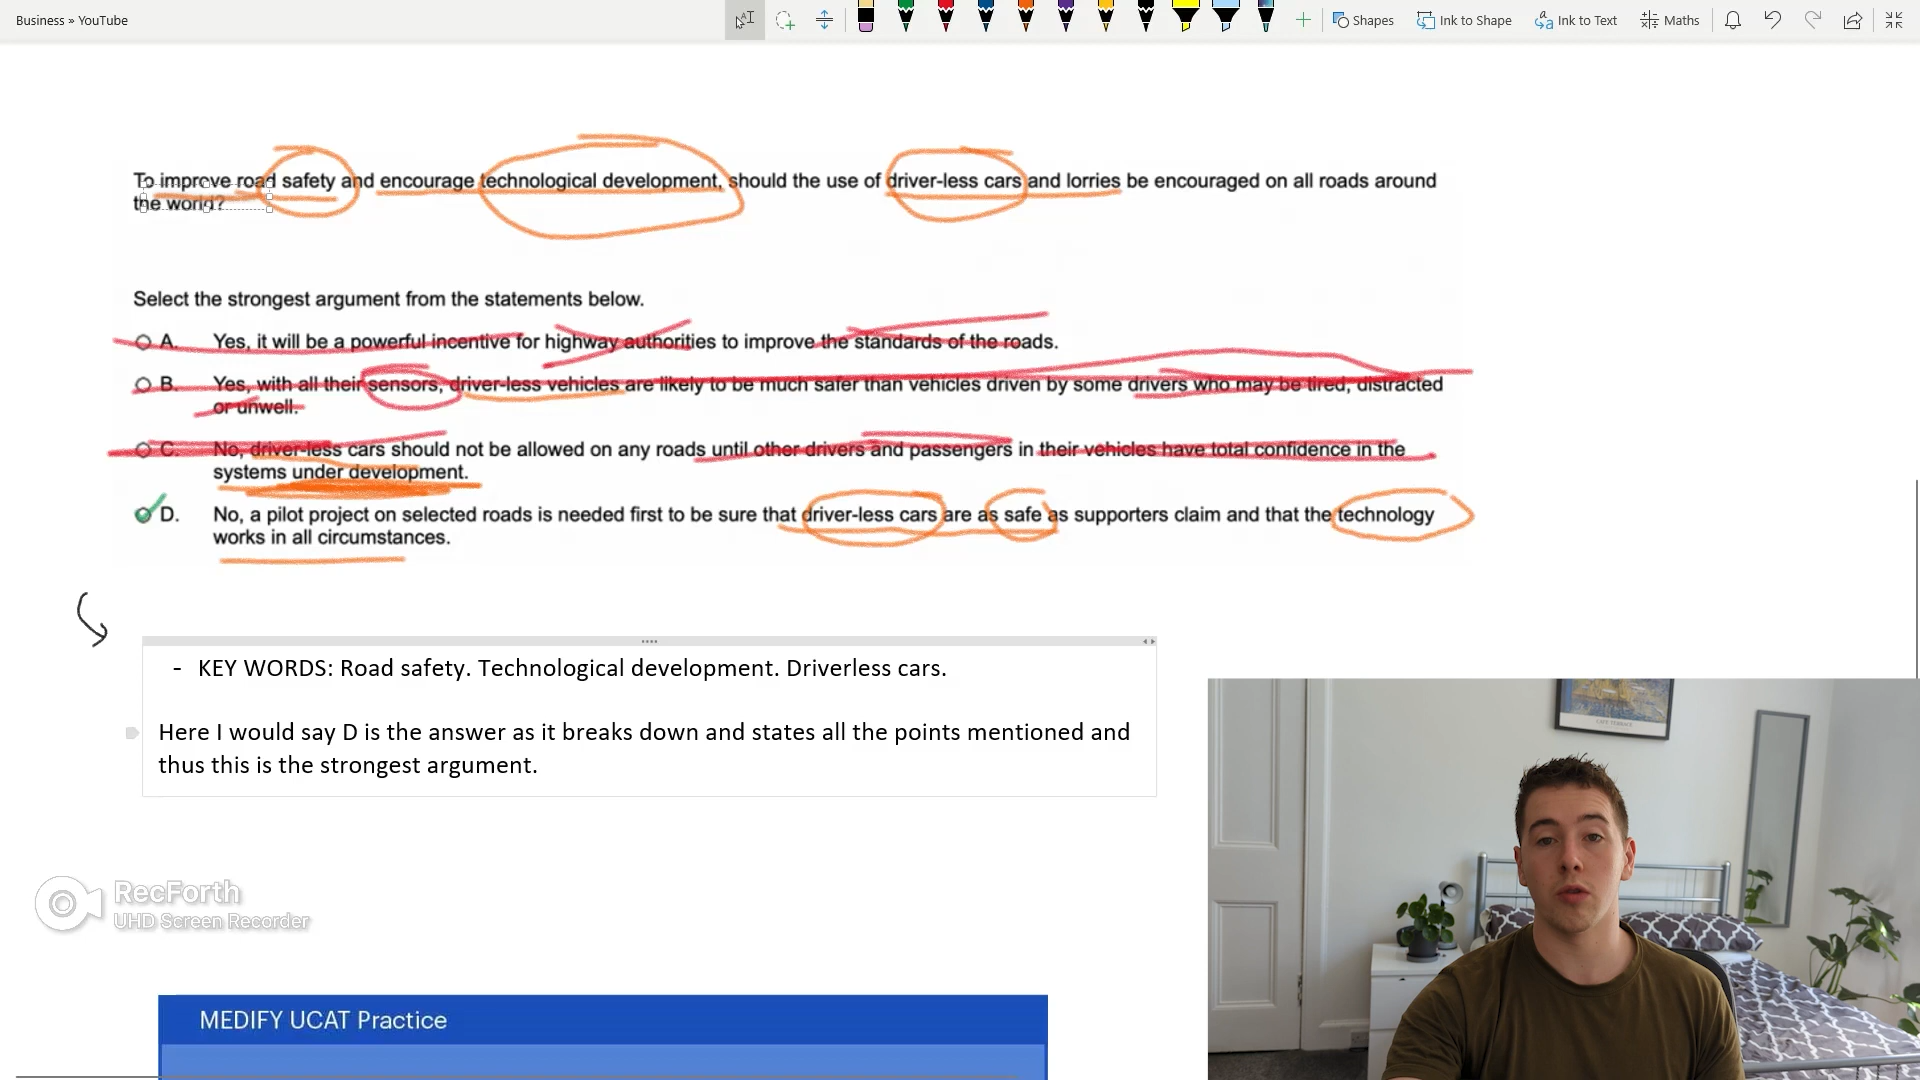 Business » YouTube
Shapes
Ink to Shape
Ink to Text
Maths
To improve road safety and encourage technological development, should the use of driver-less cars and lorries be encouraged on all roads around
the world?
Select the strongest argument from the statements below.
A. Yes, it will be a powerful incentive for highway authorities to improve the standards of the roads.
B. Yes, with all their sensors, driver-less vehicles are likely to be much safer than vehicles driven by some drivers who may be tired, distracted
or unwell.
C. No, driver-less cars should not be allowed on any roads until other drivers and passengers in their vehicles have total confidence in the
systems under development.
D. No, a pilot project on selected roads is needed first to be sure that driver-less cars are as safe as supporters claim and that the technology
works in all circumstances.
- KEY WORDS: Road safety. Technological development. Driverless cars.
Here I would say D is the answer as it breaks down and states all the points mentioned and
thus this is the strongest argument.
RecForth
UHD Screen Recorder
MEDIFY UCAT Practice